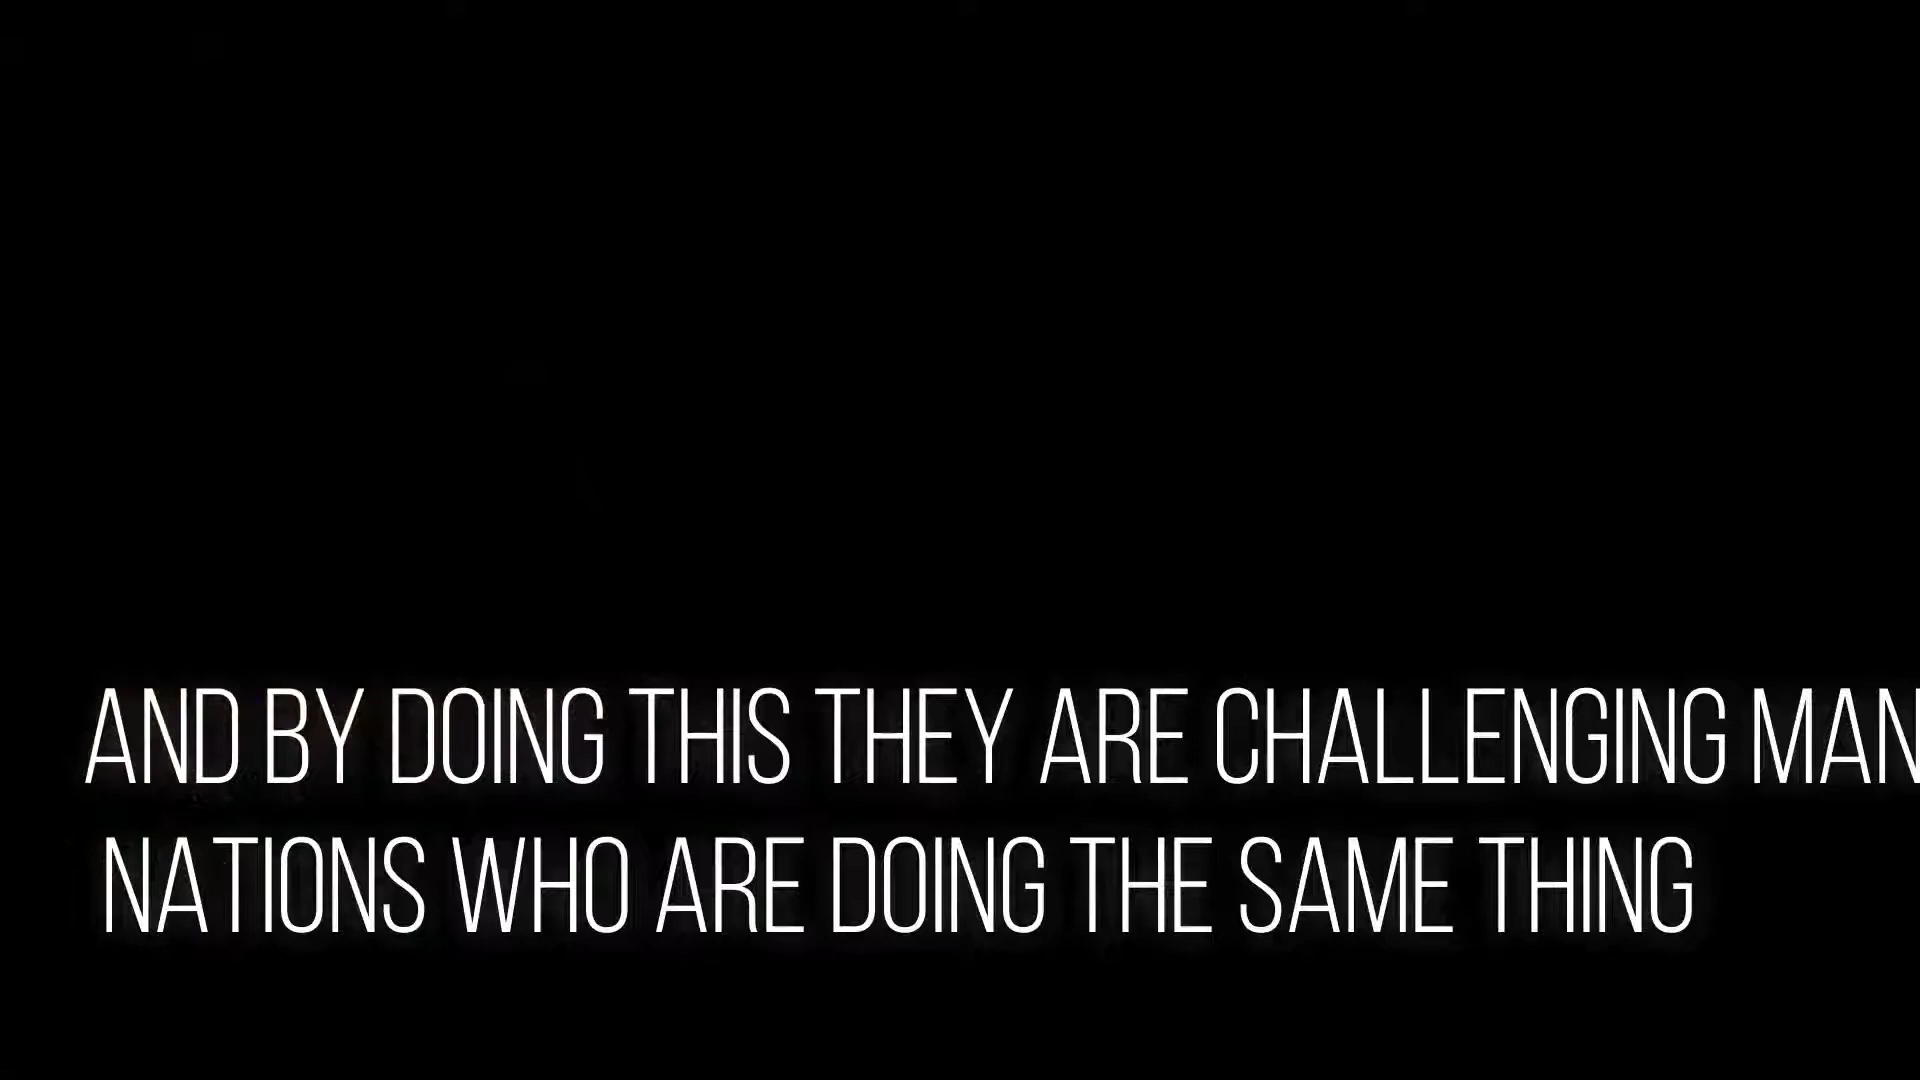 AND BY DOING THIS THEY ARE CHALLENGING MAN
NATIONS WHO ARE DOING THE SAME THING